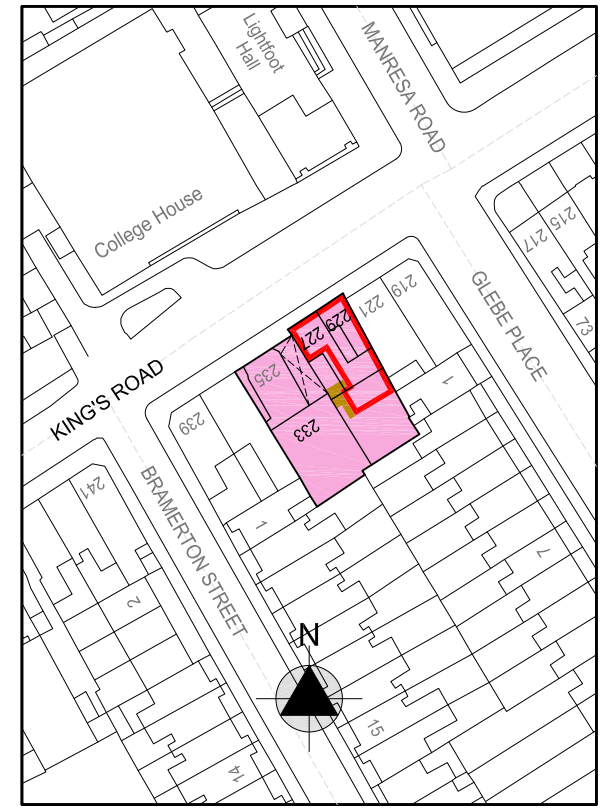 Lightfoot
Hall
MANRESA ROAD
College House
217
215
73
GLEBE PLACE
219
221
229
227
235
233
239
KING'S ROAD
241
BRAMERTON STREET
1
1
7
2
N
15
14